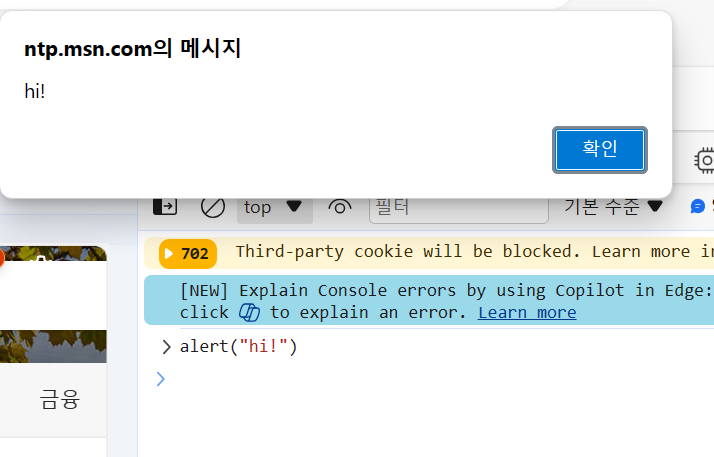 ntp.msn.com의 메시지
hi!
확인
top
필터
기본 수준
702
Third-party cookie will be blocked. Learn more in
[NEW] Explain Console errors by using Copilot in Edge:
click to explain an error. Learn more
alert("hi!")
금융